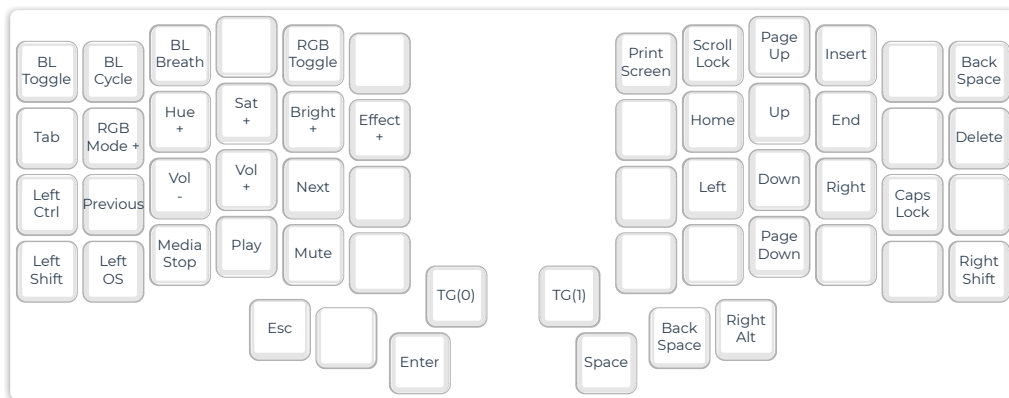 BL
Toggle
BL
Cycle
BL
Breath
RGB
Toggle
Print
Screen
Scroll
Lock
Page
Up
Insert
Back
Space
Tab
RGB
Mode +
Hue
+
Sat
+
Bright
+
Effect
+
Home
Up
End
Delete
Left
Ctrl
Previous
Vol
-
Vol
+
Next
Left
Down
Right
Caps
Lock
Left
Shift
Left
OS
Media
Stop
Play
Mute
Page
Down
Right
Shift
TG(0)
TG(1)
Esc
Enter
Space
Back
Space
Right
Alt